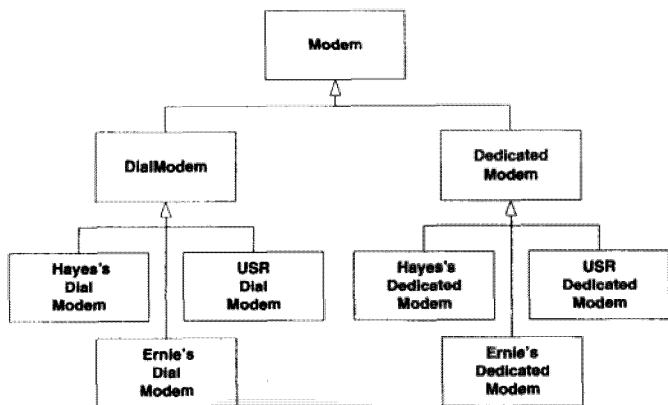 Modem
DialModem
Dedicated
Modem
Hayes's
Dial
Modem
USR
Dial
Modem
Hayes's
Dedicated
Modem
USR
Dedicated
Modem
Ernie's
Dial
Modem
Ernie's
Dedicated
Modem